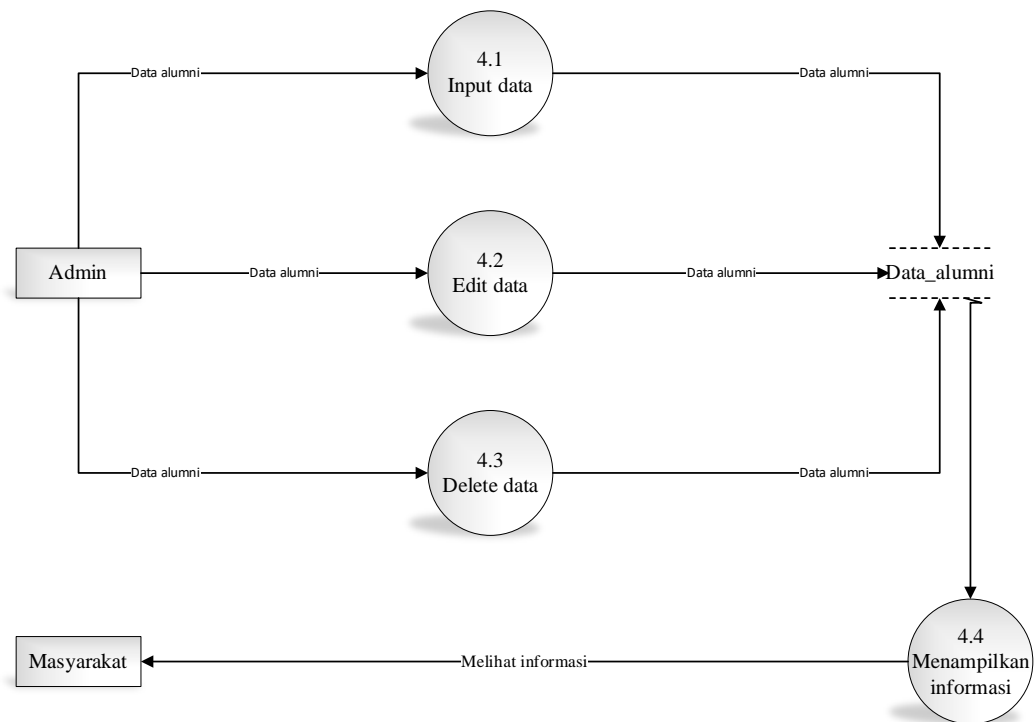 4.1
Input data
Data alumni
Data alumni
Admin
Data alumni
4.2
Edit data
Data alumni
Data_alumni
4.3
Delete data
Data alumni
Data alumni
Masyarakat
Melihat informasi
4.4
Menampilkan
informasi